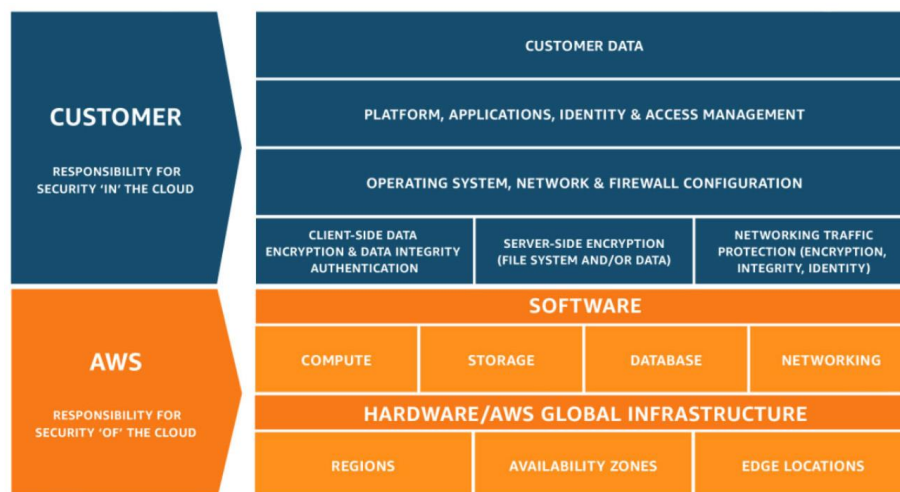 CUSTOMER
RESPONSIBILITY FOR
SECURITY ‘IN’ THE CLOUD
CUSTOMER DATA
PLATFORM, APPLICATIONS, IDENTITY & ACCESS MANAGEMENT
OPERATING SYSTEM, NETWORK & FIREWALL CONFIGURATION
CLIENT-SIDE DATA
ENCRYPTION & DATA INTEGRITY
AUTHENTICATION
SERVER-SIDE ENCRYPTION
(FILE SYSTEM AND/OR DATA)
NETWORKING TRAFFIC
PROTECTION (ENCRYPTION,
INTEGRITY, IDENTITY)
AWS
RESPONSIBILITY FOR
SECURITY ‘OF’ THE CLOUD
SOFTWARE
COMPUTE
STORAGE
DATABASE
NETWORKING
HARDWARE/AWS GLOBAL INFRASTRUCTURE
REGIONS
AVAILABILITY ZONES
EDGE LOCATIONS